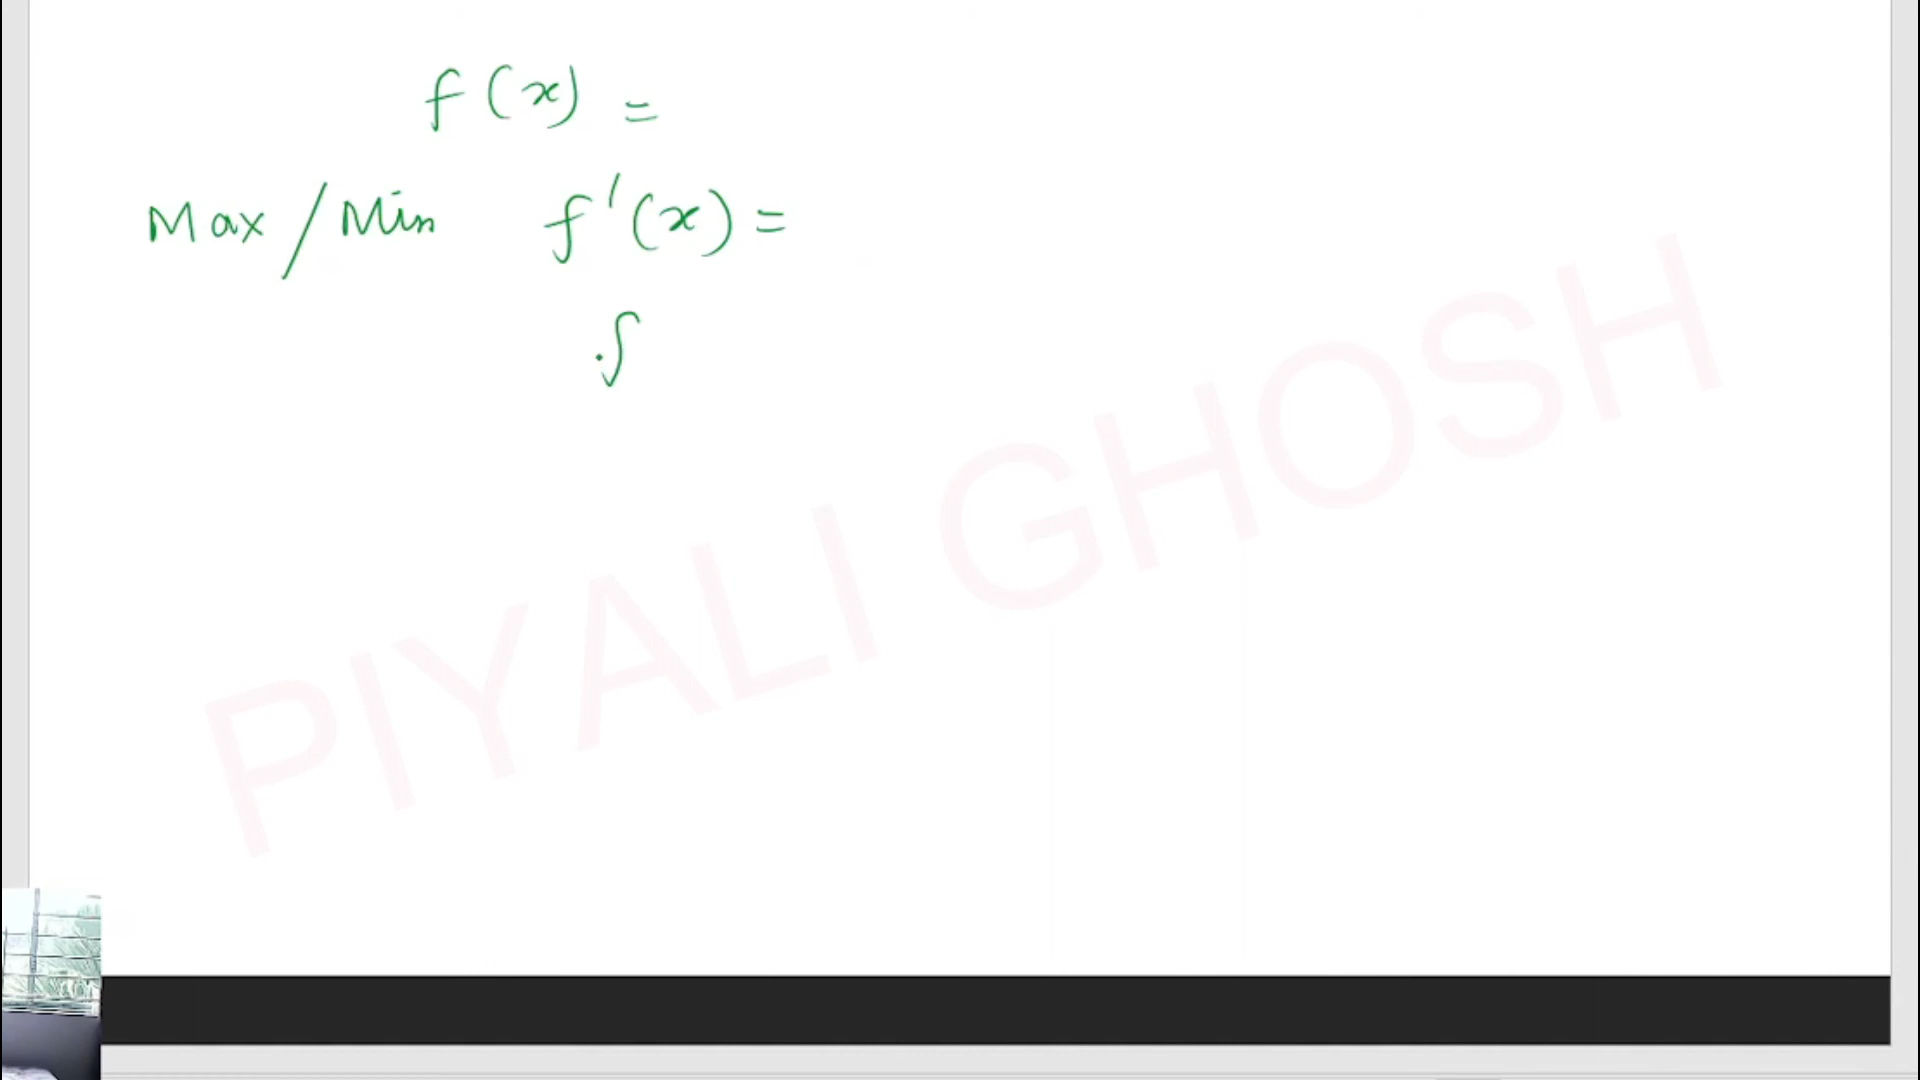 f(x) =
Max/Min f'(x) =
∫
PIYALI GHOSH